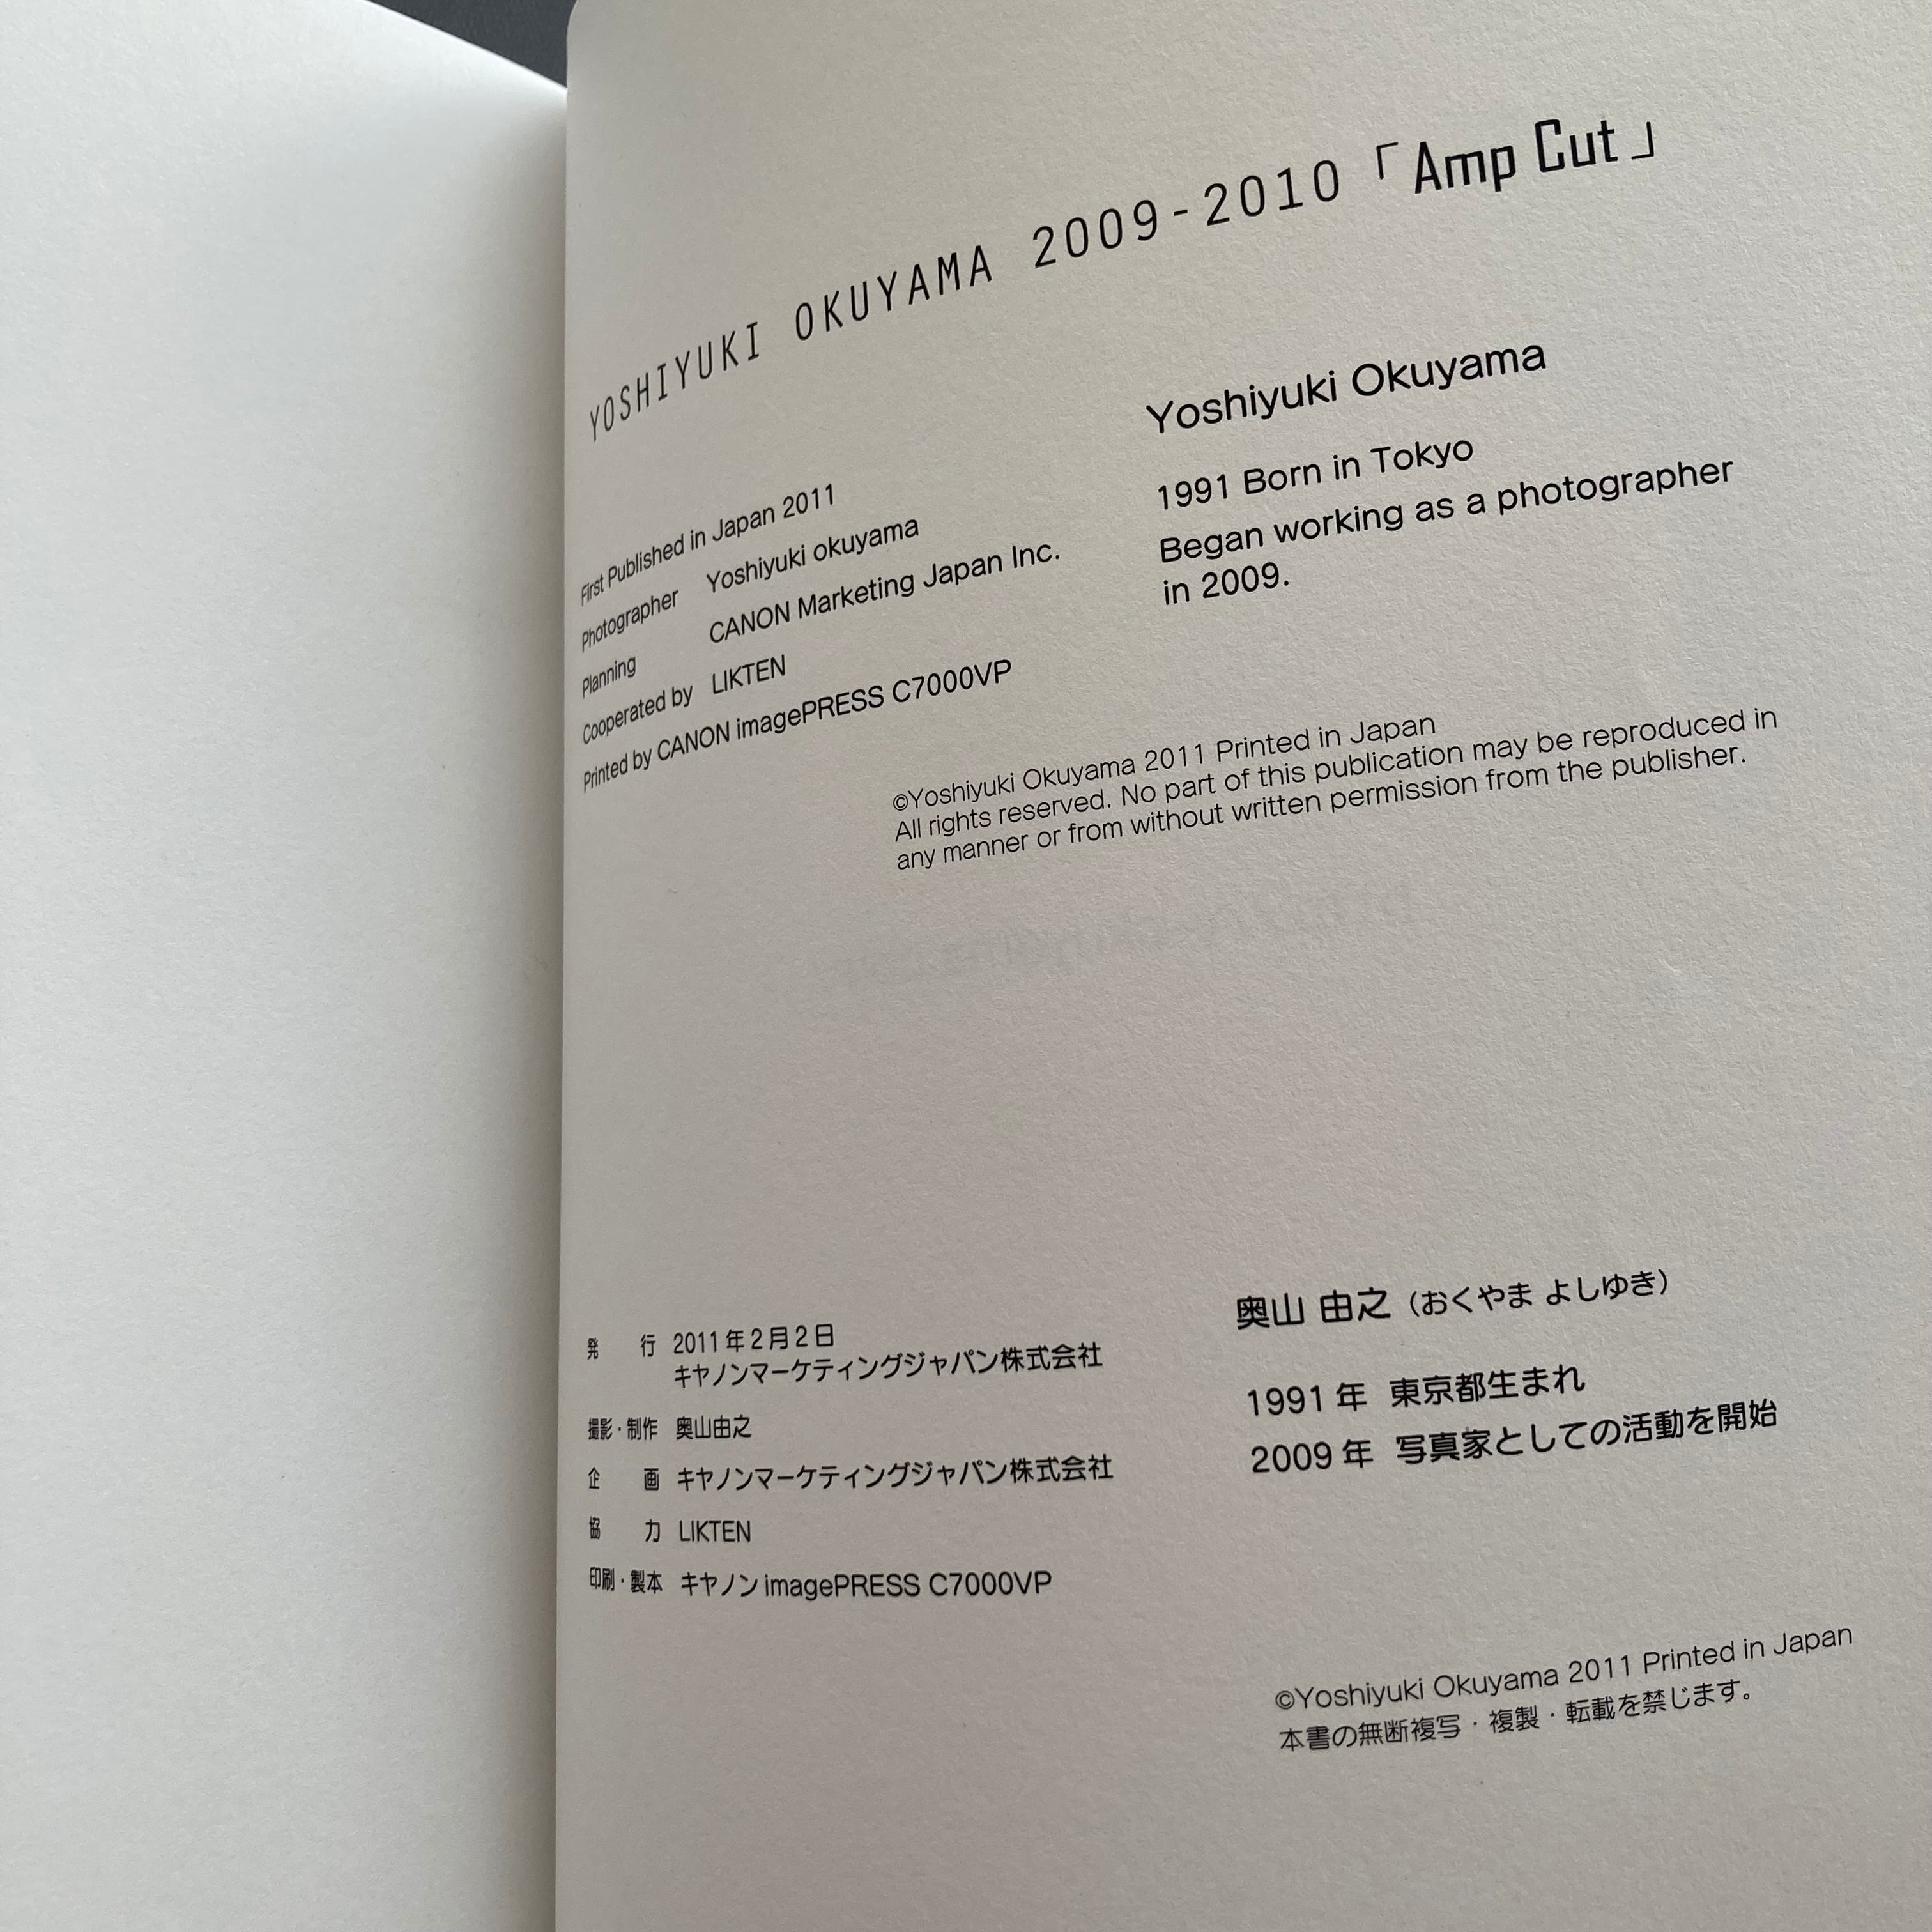 YOSHIYUKI OKUYAMA 2009-2010「Amp Cut」
First Published in Japan 2011
Photographer Yoshiyuki okuyama
Planning CANON Marketing Japan Inc.
Cooperated by LIKTEN
Printed by CANON imagePRESS C7000VP
Yoshiyuki Okuyama
1991 Born in Tokyo
Began working as a photographer
in 2009.
©Yoshiyuki Okuyama 2011 Printed in Japan
All rights reserved. No part of this publication may be reproduced in
any manner or from without written permission from the publisher.
発 行 2011年2月2日
キヤノンマーケティングジャパン株式会社
撮影・制作 奥山由之
企 画 キヤノンマーケティングジャパン株式会社
協 力 LIKTEN
印刷・製本 キヤノン imagePRESS C7000VP
奥山 由之（おくやま よしゆき）
1991年 東京都生まれ
2009年 写真家としての活動を開始
©Yoshiyuki Okuyama 2011 Printed in Japan
本書の無断複写・複製・転載を禁じます。